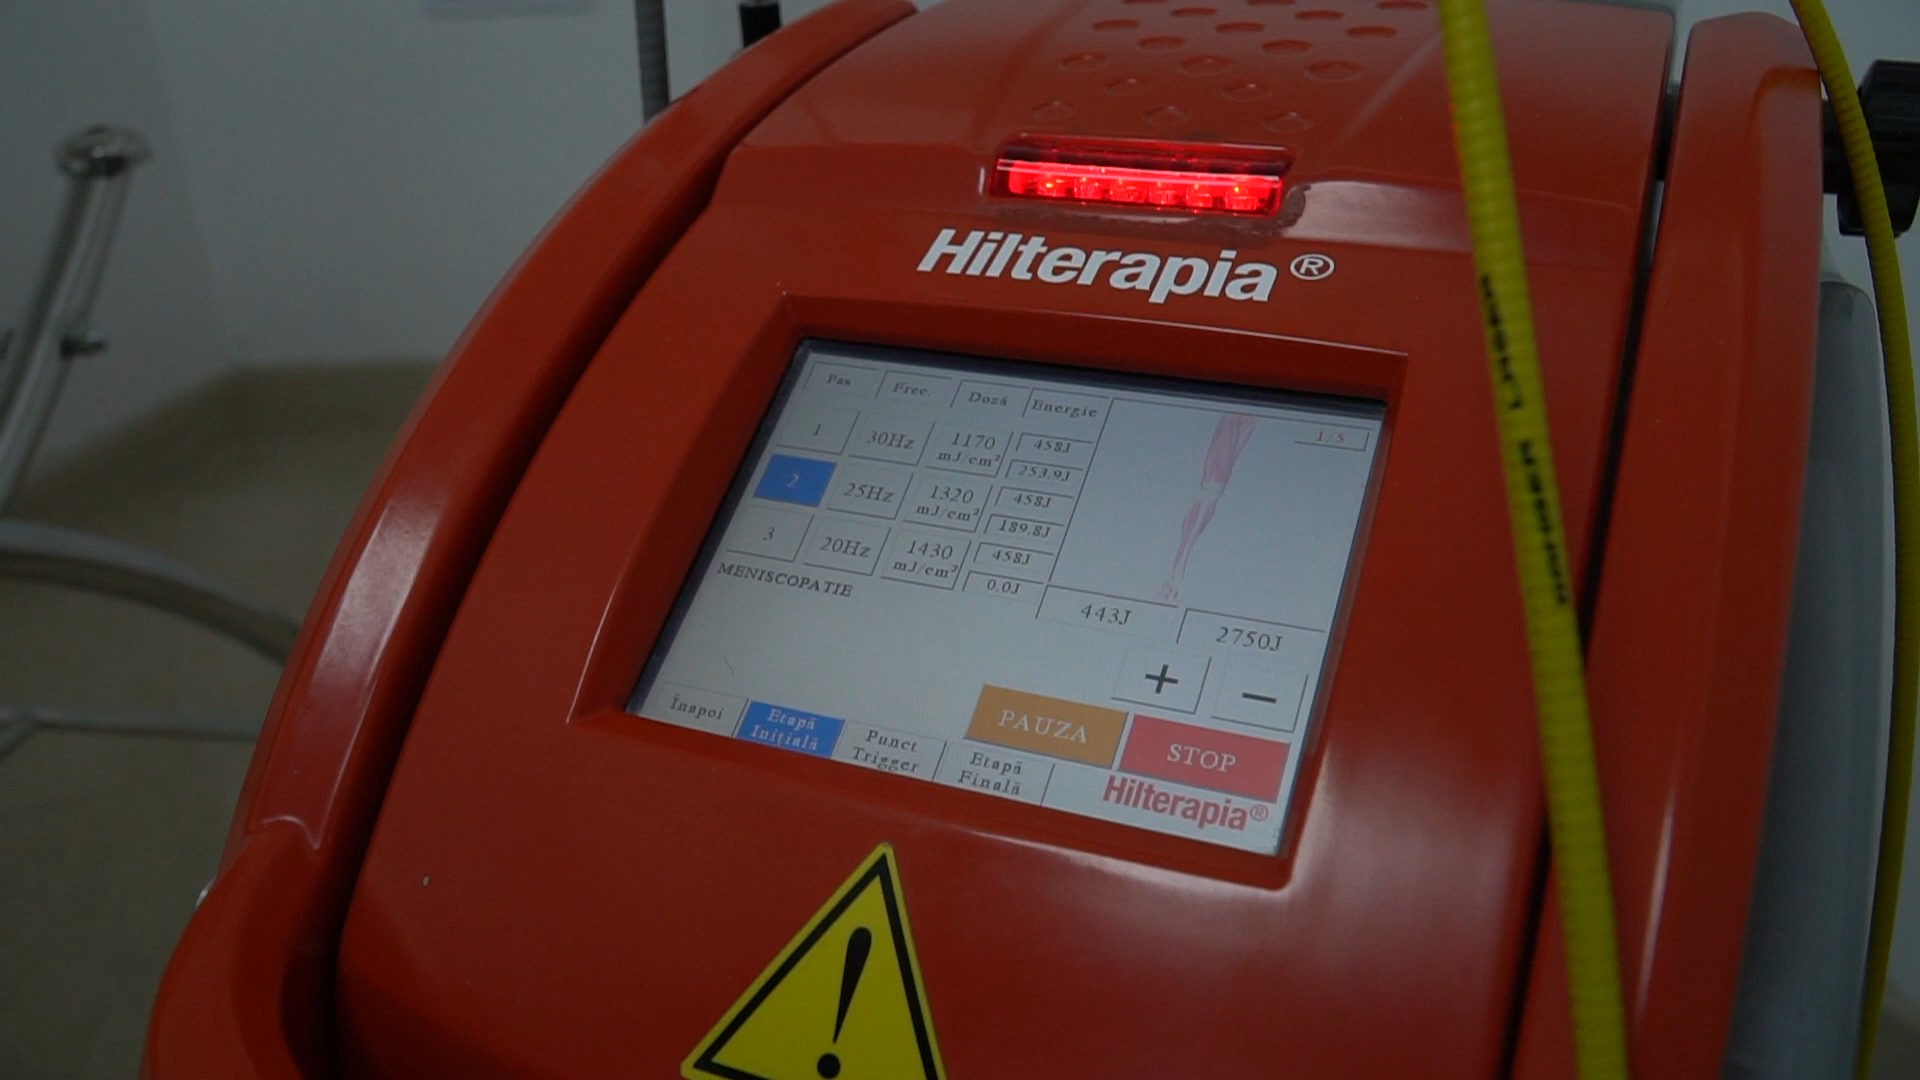 Hilterapia®
Pas Frec. Doză Energie
1/5
1 30Hz 1170 mJ/cm² 458J
253.9J
2 25Hz 1320 mJ/cm² 458J
189.8J
3 20Hz 1430 mJ/cm² 458J
0.0J
MENISCOPATIE
443J 2750J
+ −
PAUZA STOP
Înapoi Etapă Inițială Punct Trigger Etapă Finală
Hilterapia®